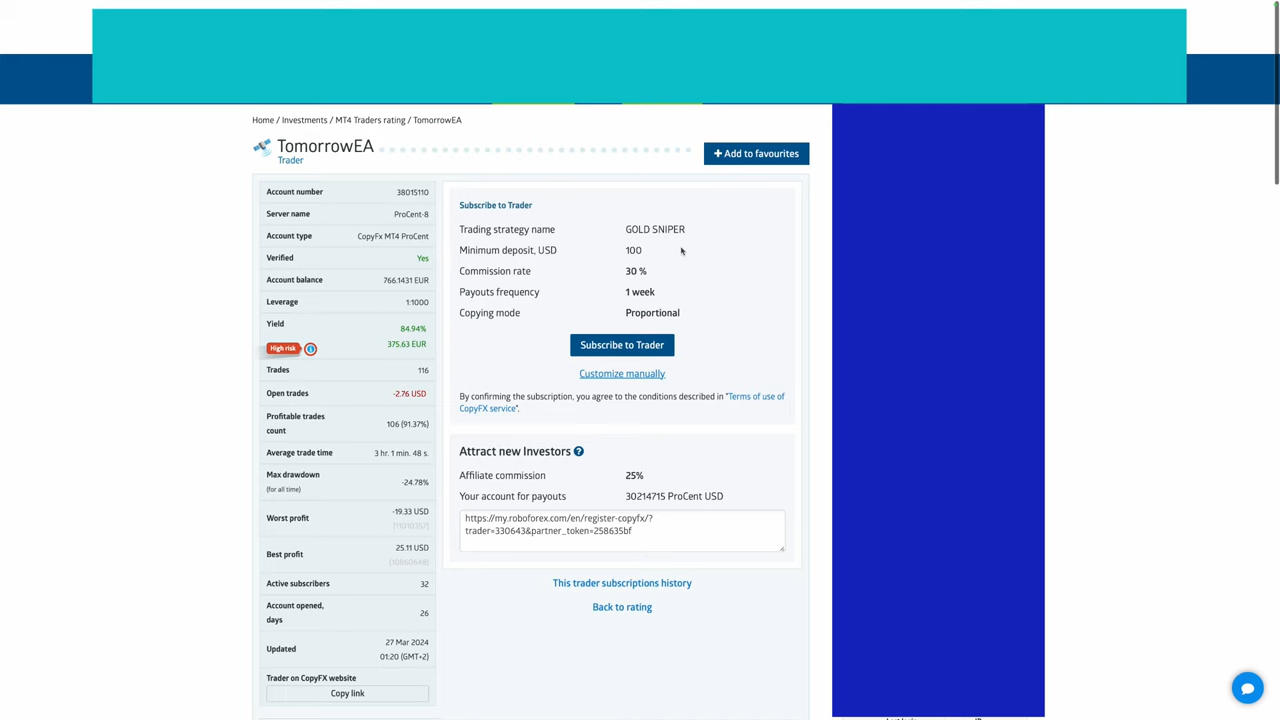 Home / Investments / MT4 Traders rating / TomorrowEA
TomorrowEA
Trader
+ Add to favourites
Account number 38015110
Server name ProCent-8
Account type CopyFx MT4 ProCent
Verified Yes
Account balance 766.1431 EUR
Leverage 1:1000
Yield 84.94%
High risk 375.63 EUR
Trades 116
Open trades -2.76 USD
Profitable trades
count 106 (91.37%)
Average trade time 3 hr. 1 min. 48 s.
Max drawdown
(for all time) -24.78%
Worst profit -19.33 USD
[11010357]
Best profit 25.11 USD
[10860648]
Active subscribers 32
Account opened,
days 26
Updated 27 Mar 2024
01:20 (GMT+2)
Trader on CopyFX website
Copy link
Subscribe to Trader
Trading strategy name GOLD SNIPER
Minimum deposit, USD 100
Commission rate 30 %
Payouts frequency 1 week
Copying mode Proportional
Subscribe to Trader
Customize manually
By confirming the subscription, you agree to the conditions described in "Terms of use of
CopyFX service".
Attract new Investors ?
Affiliate commission 25%
Your account for payouts 30214715 ProCent USD
https://my.roboforex.com/en/register-copyfx/?
trader=330643&partner_token=258635bf
This trader subscriptions history
Back to rating